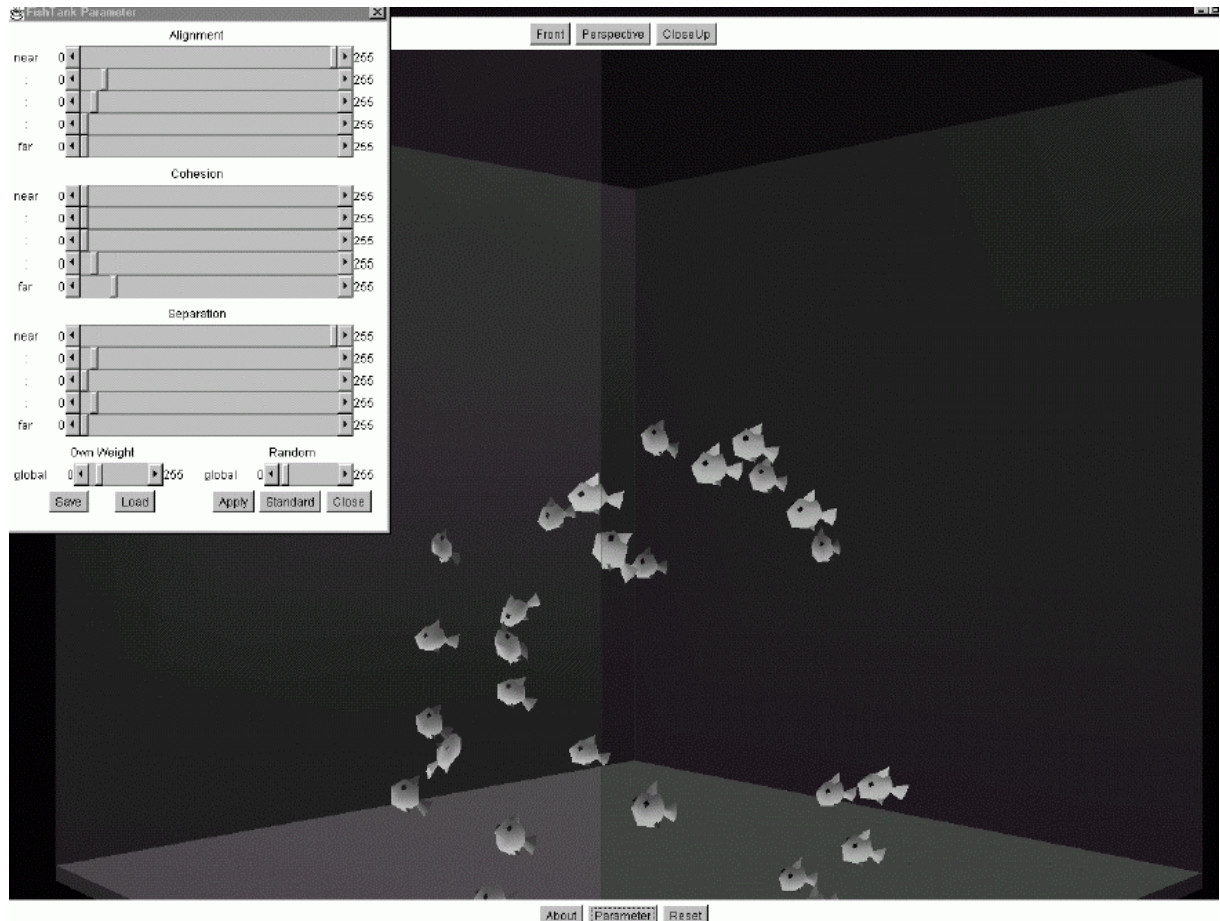 FishTank Parameter
Front Perspective CloseUp
Alignment
near 0 255
: 0 255
: 0 255
: 0 255
far 0 255
Cohesion
near 0 255
: 0 255
: 0 255
: 0 255
far 0 255
Separation
near 0 255
: 0 255
: 0 255
: 0 255
far 0 255
Own Weight Random
global 0 255 global 0 255
Save Load Apply Standard Close
About Parameter Reset